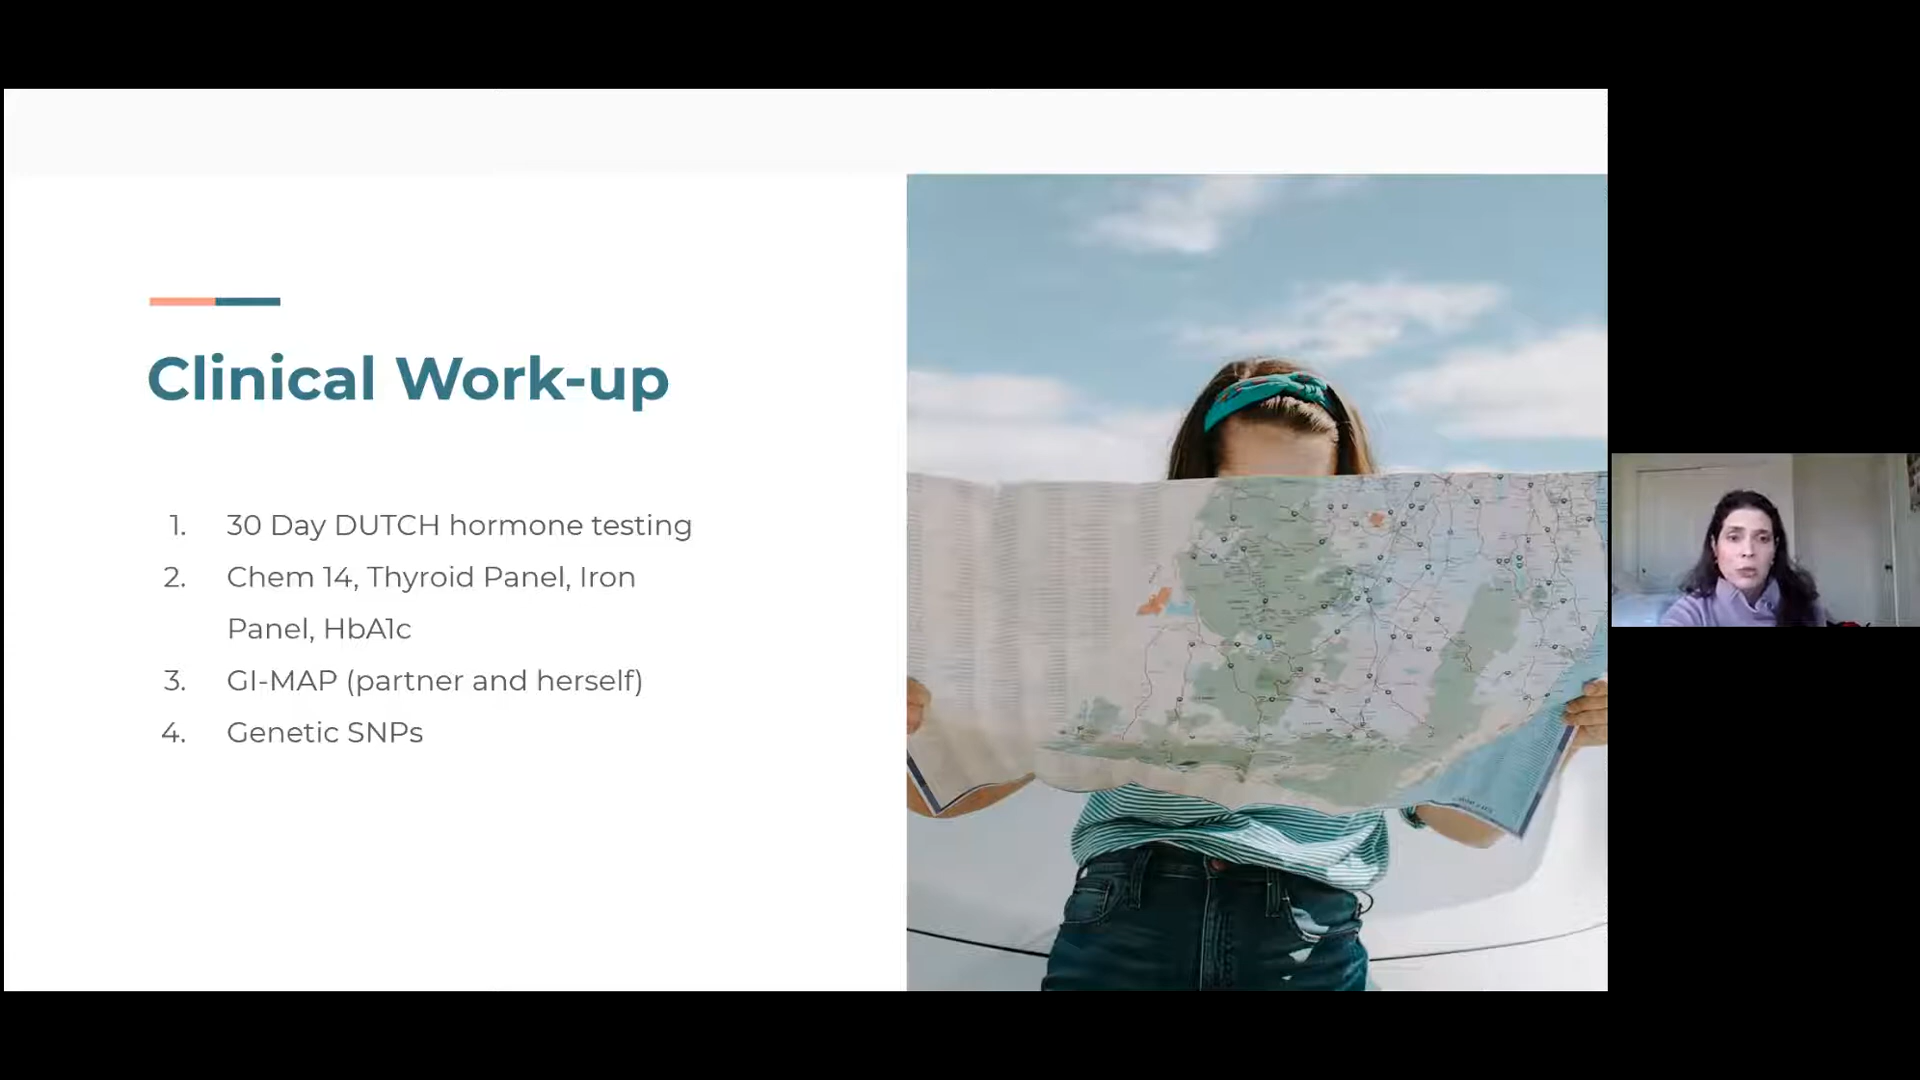 Clinical Work-up
1. 30 Day DUTCH hormone testing
2. Chem 14, Thyroid Panel, Iron
Panel, HbA1c
3. GI-MAP (partner and herself)
4. Genetic SNPs